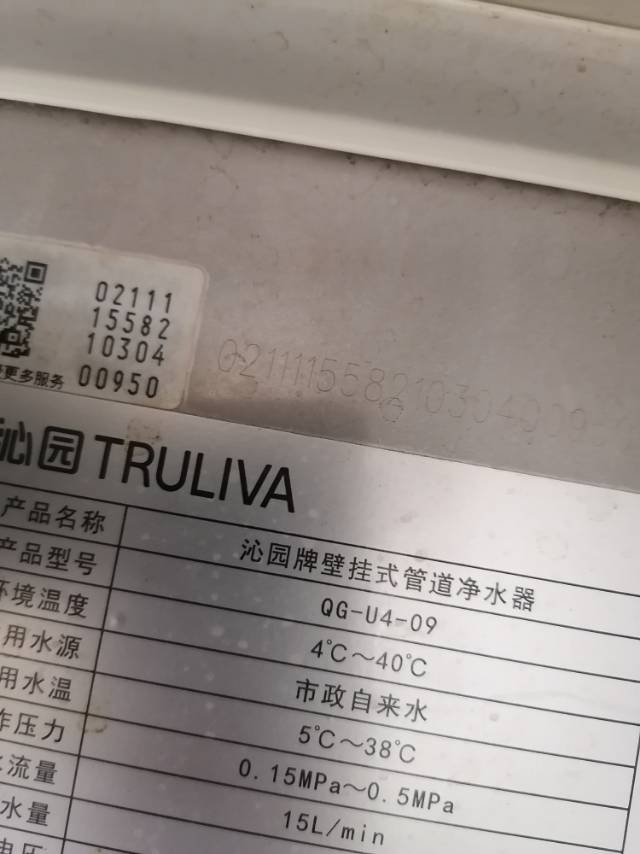 02111
15582
10304
更多服务 00950
021111558210304009
沁园 TRULIVA
产品名称 沁园牌壁挂式管道净水器
产品型号 QG-U4-09
环境温度 4℃～40℃
用水源 市政自来水
用水温 5℃～38℃
作压力 0.15MPa～0.5MPa
流量 15L/min
水量
电压